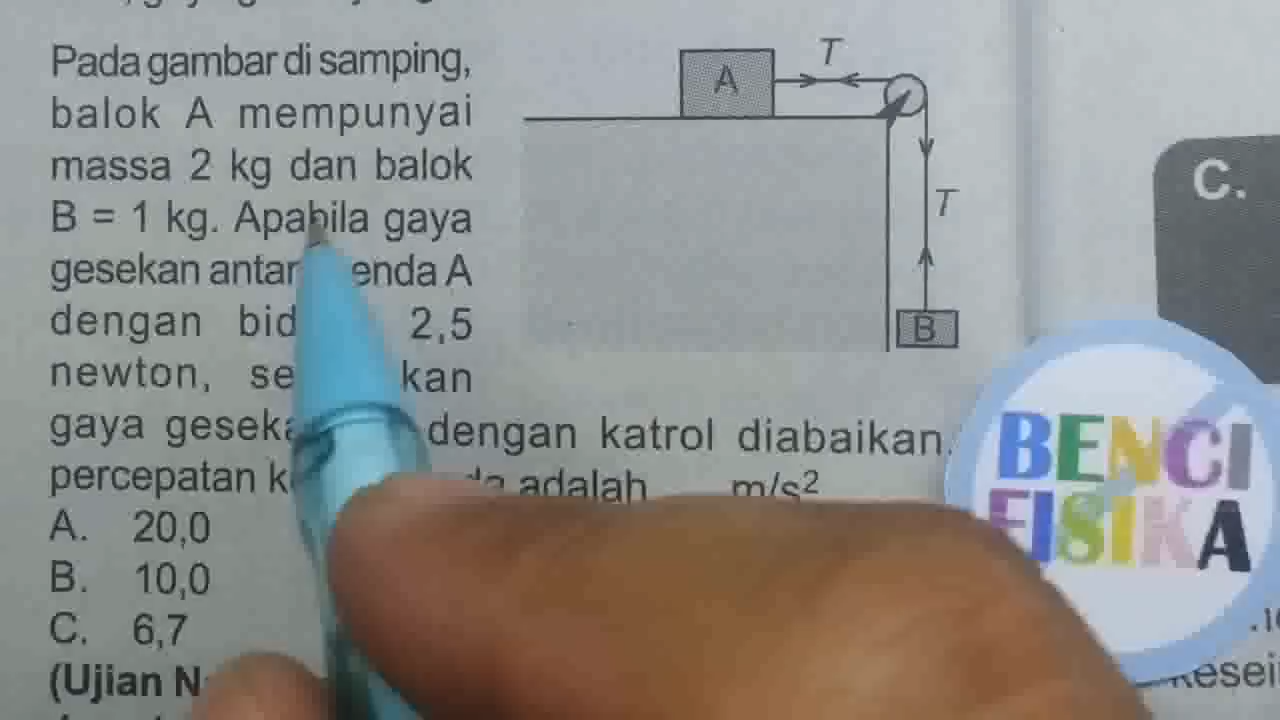 Pada gambar di samping,
balok A mempunyai
massa 2 kg dan balok
B = 1 kg. Apabila gaya
gesekan antar enda A
dengan bid 2,5
newton, se kan
gaya geseka dengan katrol diabaikan.
percepatan k da adalah m/s²
A. 20,0
B. 10,0
C. 6,7
(Ujian N
A
T
T
B
C.
BENCI
FISIKA
kesei